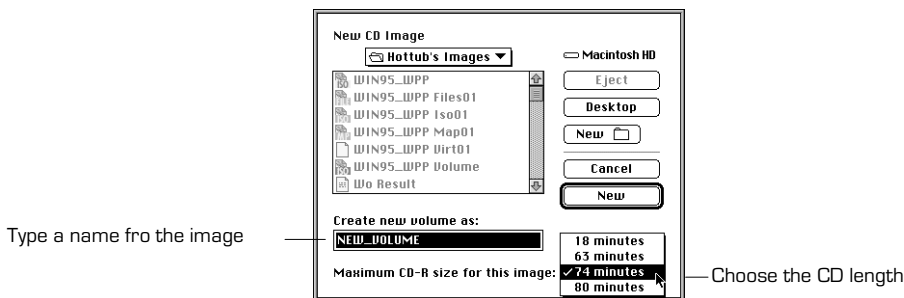 New CD Image
Hottub's Images
Macintosh HD
WIN95_WPP
WIN95_WPP Files01
WIN95_WPP Iso01
WIN95_WPP Map01
WIN95_WPP Virt01
WIN95_WPP Volume
Wo Result
Eject
Desktop
New
Cancel
New
Create new volume as:
Type a name fro the image
NEW_VOLUME
Maximum CD-R size for this image:
18 minutes
63 minutes
✓74 minutes
80 minutes
Choose the CD length